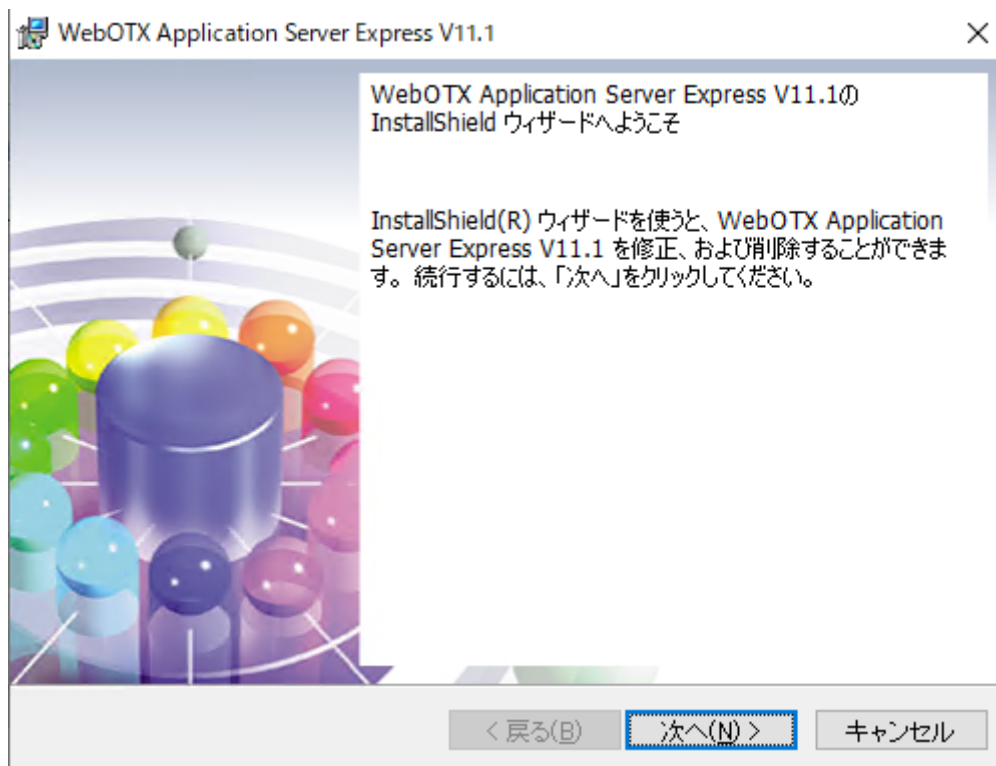 WebOTX Application Server Express V11.1
WebOTX Application Server Express V11.1の
InstallShield ウィザードへようこそ
InstallShield(R) ウィザードを使うと、WebOTX Application
Server Express V11.1 を修正、および削除することができま
す。続行するには、「次へ」をクリックしてください。
< 戻る(B)
次へ(N) >
キャンセル